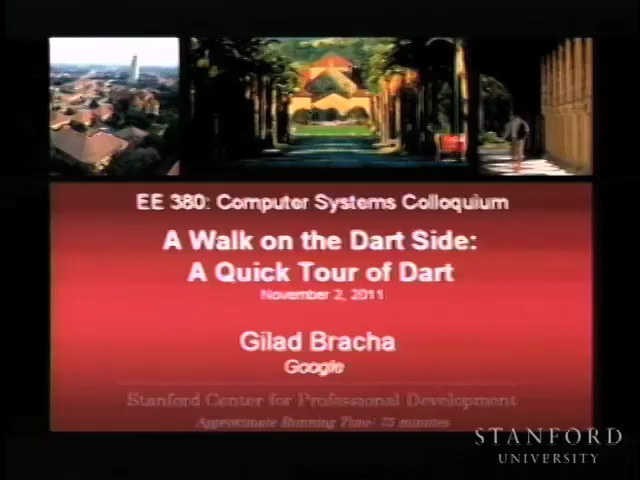 EE 380: Computer Systems Colloquium
A Walk on the Dart Side:
A Quick Tour of Dart
November 2, 2011
Gilad Bracha
Google
Stanford Center for Professional Development
Approximate Running Time: 75 minutes
STANFORD
UNIVERSITY